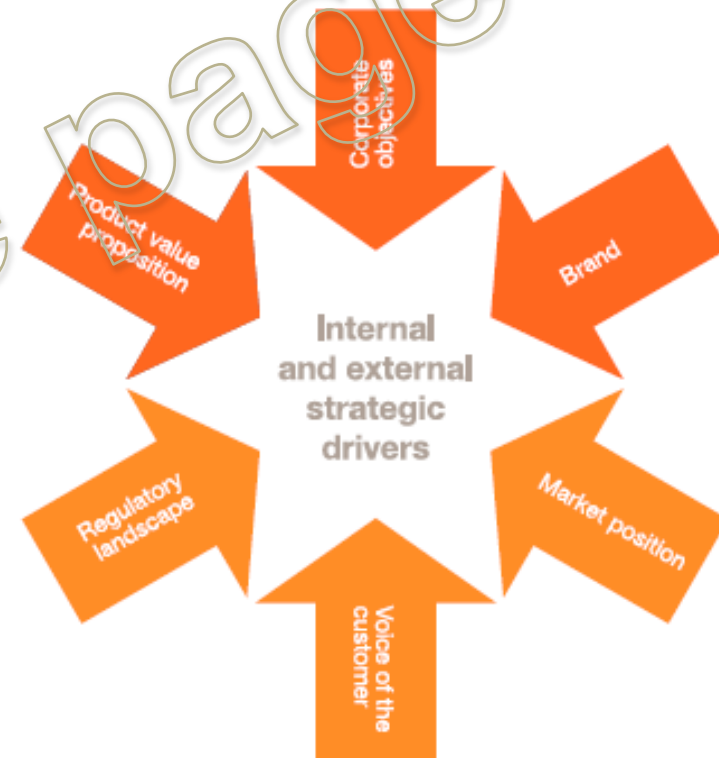 page
Corporate
objectives
Product value
proposition
Brand
Internal
and external
strategic
drivers
Regulatory
landscape
Market position
Voice of the
customer